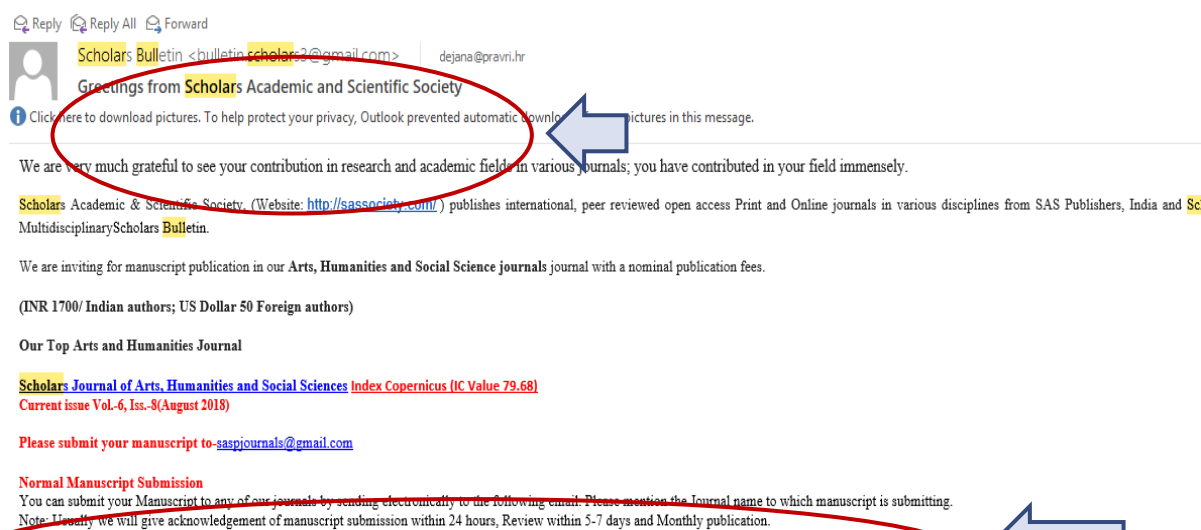 Reply Reply All Forward
Scholars Bulletin <bulletin.scholars3@gmail.com> dejana@pravri.hr
Greetings from Scholars Academic and Scientific Society
Click here to download pictures. To help protect your privacy, Outlook prevented automatic download pictures in this message.
We are very much grateful to see your contribution in research and academic fields in various journals; you have contributed in your field immensely.
Scholars Academic & Scientific Society, (Website: http://sassociety.com/ ) publishes international, peer reviewed open access Print and Online journals in various disciplines from SAS Publishers, India and
MultidisciplinaryScholars Bulletin.
We are inviting for manuscript publication in our Arts, Humanities and Social Science journals journal with a nominal publication fees.
(INR 1700/ Indian authors; US Dollar 50 Foreign authors)
Our Top Arts and Humanities Journal
Scholars Journal of Arts, Humanities and Social Sciences Index Copernicus (IC Value 79.68)
Current issue Vol.-6, Iss.-8(August 2018)
Please submit your manuscript to-saspjournals@gmail.com
Normal Manuscript Submission
You can submit your Manuscript to any of our journals by sending electronically to the following email. Please mention the Journal name to which manuscript is submitting.
Note: Usually we will give acknowledgement of manuscript submission within 24 hours, Review within 5-7 days and Monthly publication.